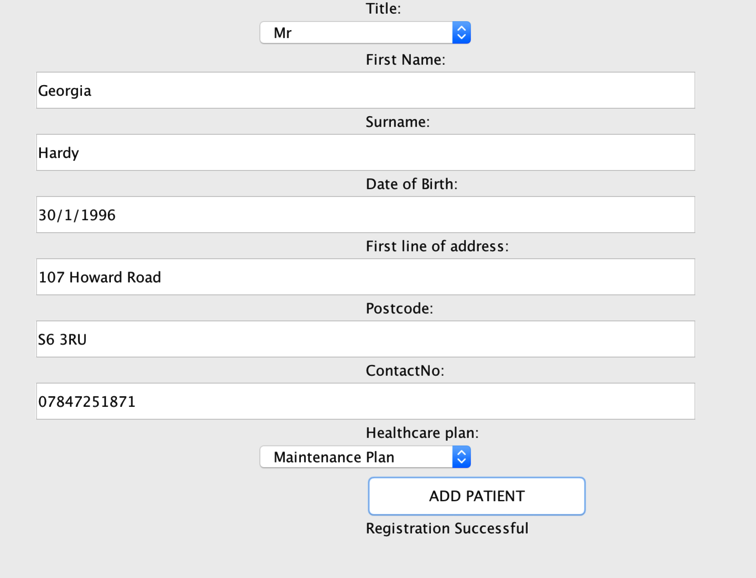 Title:
Mr
First Name:
Georgia
Surname:
Hardy
Date of Birth:
30/1/1996
First line of address:
107 Howard Road
Postcode:
S6 3RU
ContactNo:
07847251871
Healthcare plan:
Maintenance Plan
ADD PATIENT
Registration Successful